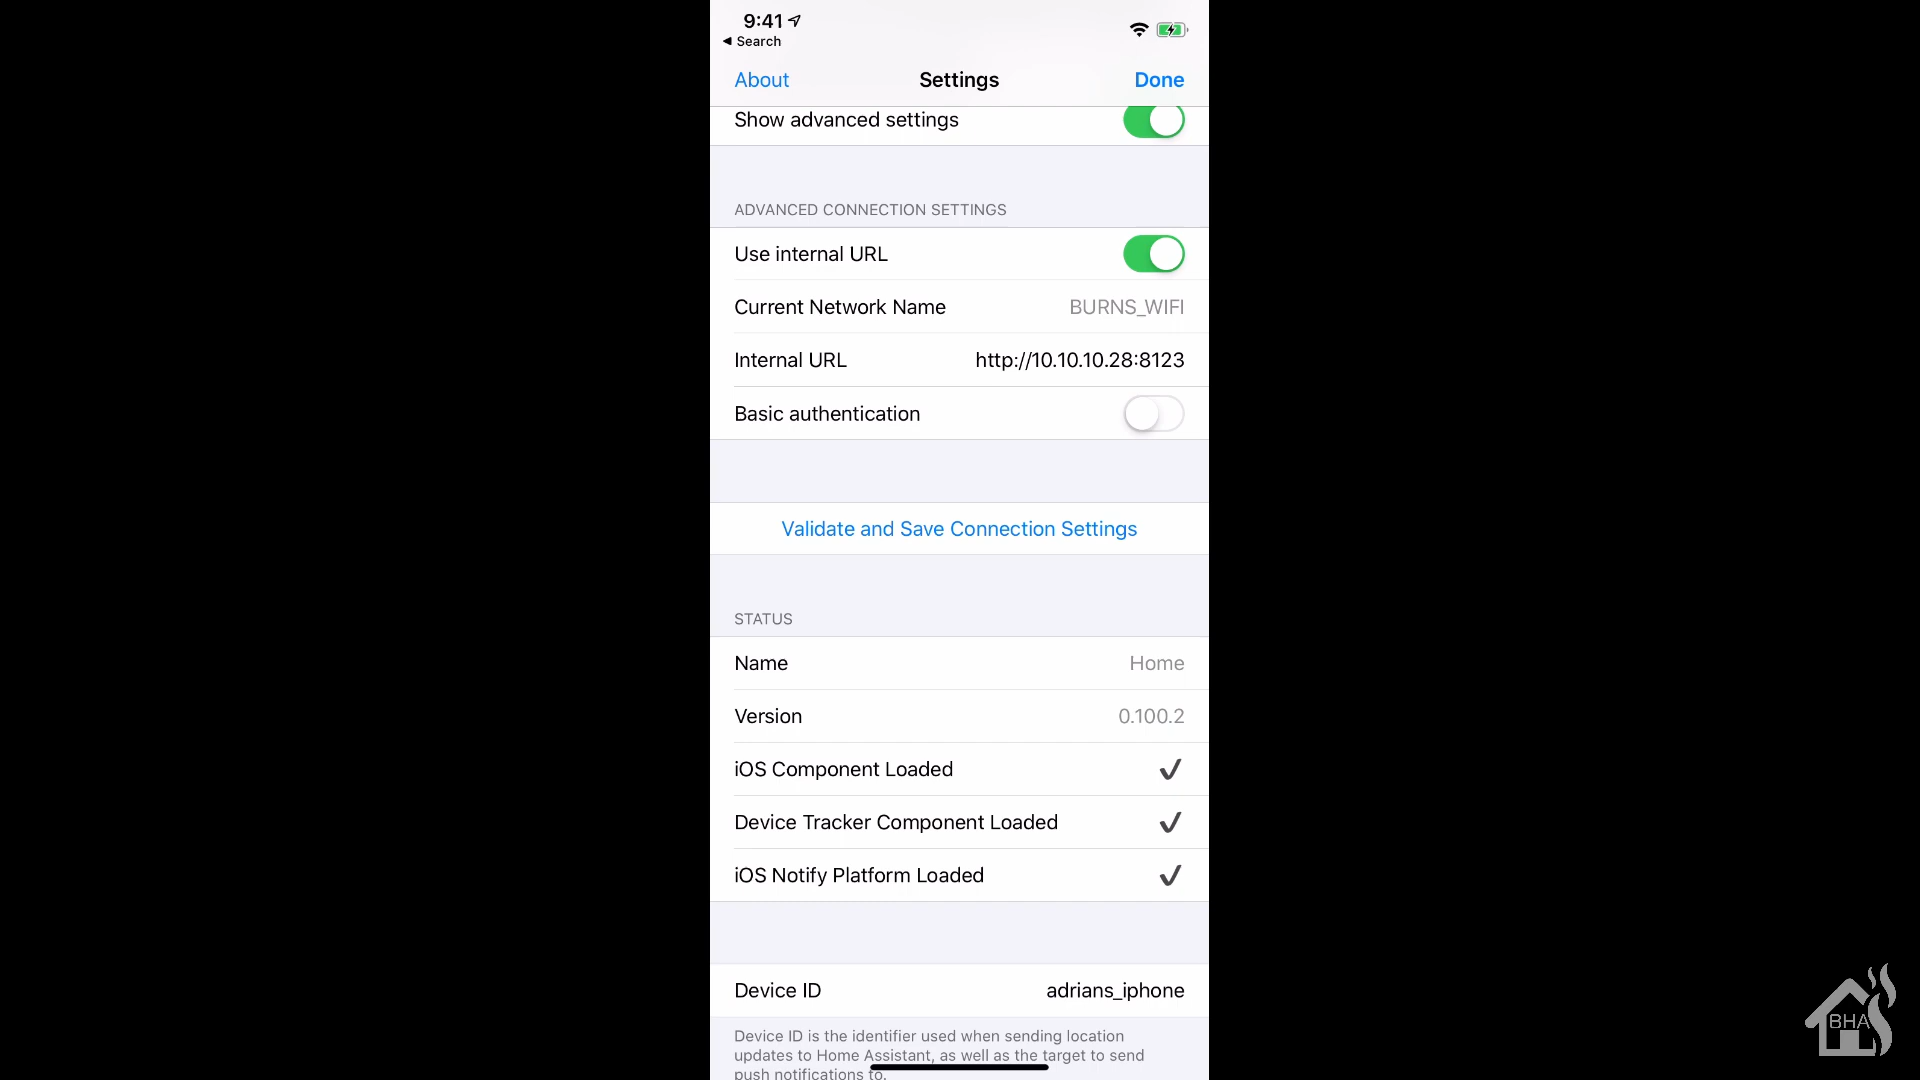 9:41
Search
About
Settings
Done
Show advanced settings
ADVANCED CONNECTION SETTINGS
Use internal URL
Current Network Name
BURNS_WIFI
Internal URL
http://10.10.10.28:8123
Basic authentication
Validate and Save Connection Settings
STATUS
Name
Home
Version
0.100.2
iOS Component Loaded
Device Tracker Component Loaded
iOS Notify Platform Loaded
Device ID
adrians_iphone
Device ID is the identifier used when sending location
updates to Home Assistant, as well as the target to send
push notifications to.
BHA